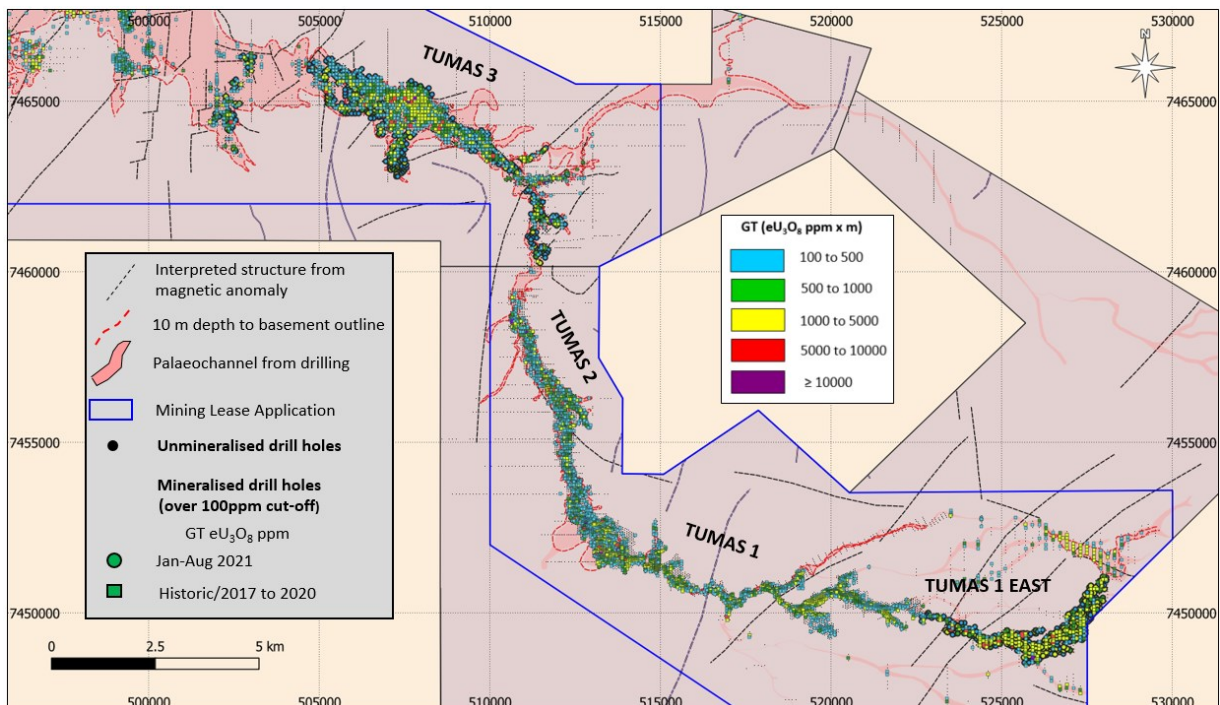 500000 505000 510000 515000 520000 525000 530000
N
TUMAS 3
7465000 7465000
GT (eU₃O₈ ppm x m)
100 to 500
500 to 1000
1000 to 5000
5000 to 10000
≥ 10000
7460000 7460000
Interpreted structure from
magnetic anomaly
10 m depth to basement outline
Palaeochannel from drilling
Mining Lease Application
Unmineralised drill holes
Mineralised drill holes
(over 100ppm cut-off)
GT eU₃O₈ ppm
Jan-Aug 2021
Historic/2017 to 2020
TUMAS 2
7455000 7455000
TUMAS 1
TUMAS 1 EAST
7450000 7450000
0 2.5 5 km
500000 505000 510000 515000 520000 525000 530000